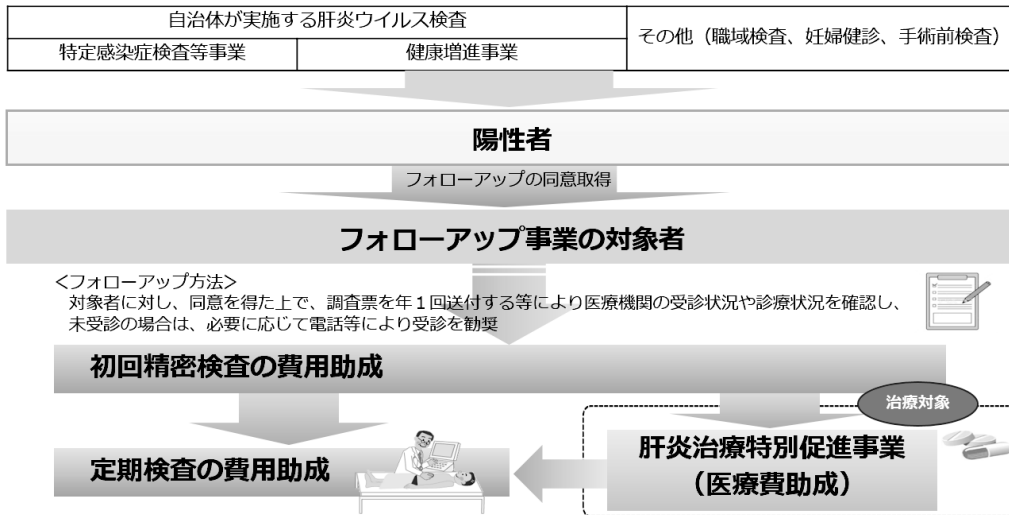 自治体が実施する肝炎ウイルス検査
特定感染症検査等事業
健康増進事業
その他（職域検査、妊婦健診、手術前検査）
陽性者
フォローアップの同意取得
フォローアップ事業の対象者
＜フォローアップ方法＞
対象者に対し、同意を得た上で、調査票を年１回送付する等により医療機関の受診状況や診療状況を確認し、
未受診の場合は、必要に応じて電話等により受診を勧奨
初回精密検査の費用助成
治療対象
定期検査の費用助成
肝炎治療特別促進事業
（医療費助成）